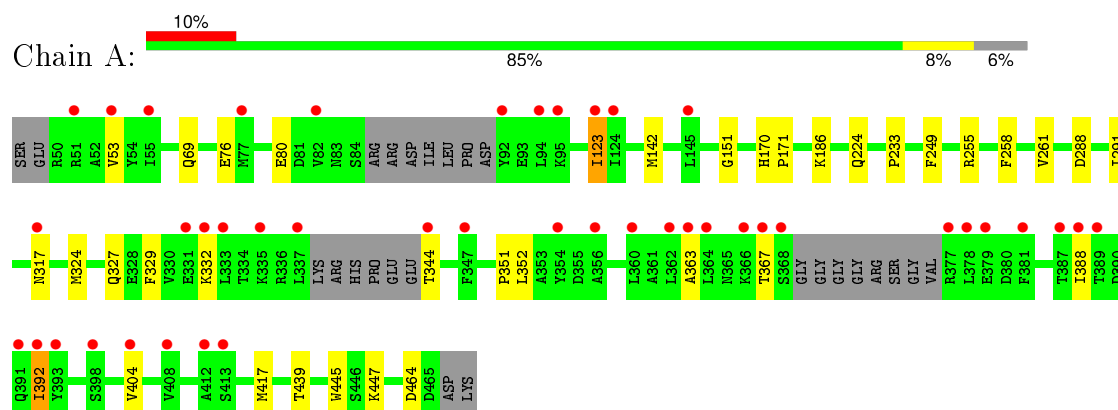 10%
Chain A:
85% 8% 6%
SER GLU R50 R51 A52 V53 Y54 I55 Q69 E76 M77 E80 D81 V82 N83 S84 ARG ARG ASP ILE LEU PRO ASP Y92 E93 L94 K95 I123 I124 M142 L145 G151 H170 P171 K186 Q224 P233 F249 R255 F258 V261 D288
N317 M324 Q327 E328 F329 V330 E331 K332 L333 T334 K335 R336 L337 LYS ARG HIS PRO GLU GLU T344 F347 P351 L352 A353 Y354 D355 A356 L360 A361 L362 A363 L364 N365 K366 T367 S368 GLY GLY GLY GLY ARG SER GLY VAL R377 L378 E379 D380 F381 T387 I388 T389
Q391 I392 Y393 S398 V404 V408 A412 S413 M417 T439 W445 S446 K447 D464 D465 ASP LYS